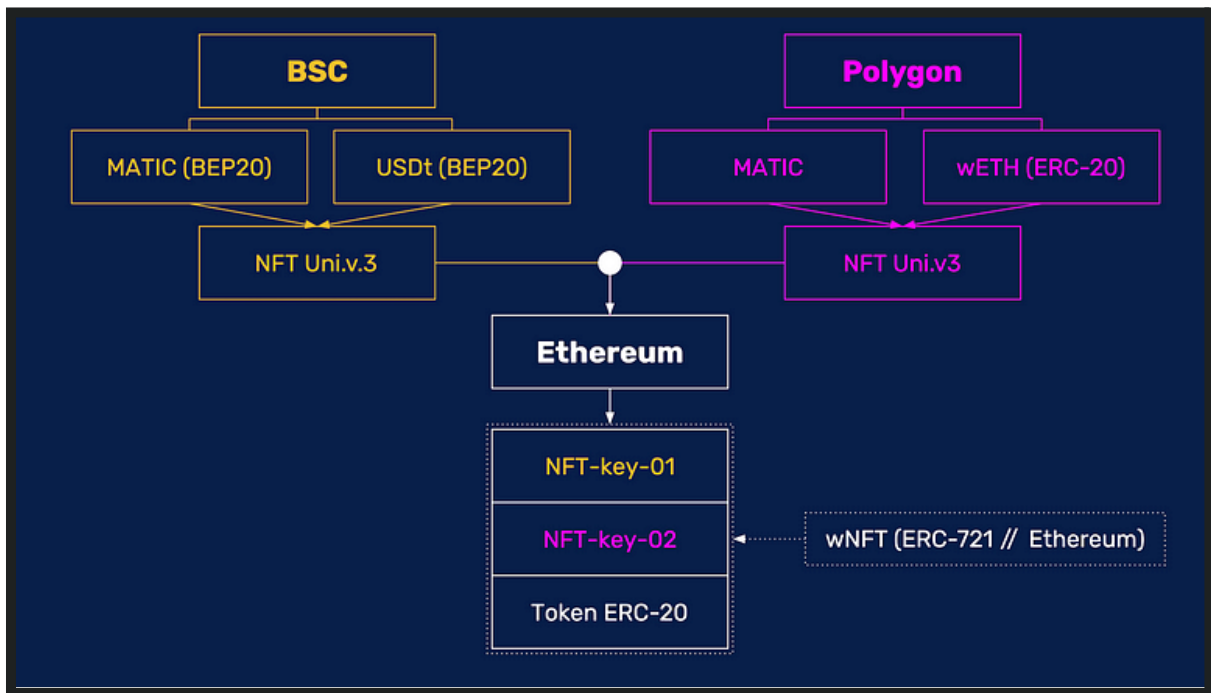 BSC
Polygon
MATIC (BEP20)
USDt (BEP20)
MATIC
wETH (ERC-20)
NFT Uni.v.3
NFT Uni.v3
Ethereum
NFT-key-01
NFT-key-02
wNFT (ERC-721 // Ethereum)
Token ERC-20